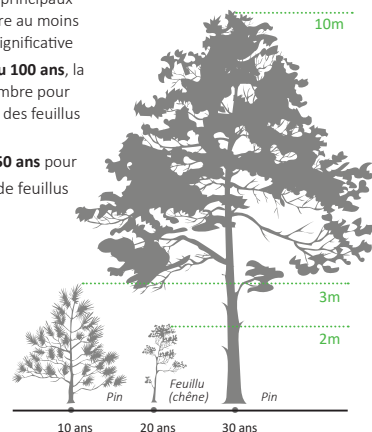 principaux
re au moins
ignificative
u 100 ans, la
mbre pour
des feuillus
50 ans pour
de feuillus
10m
3m
2m
Pin
Feuillu
(chêne)
Pin
10 ans
20 ans
30 ans